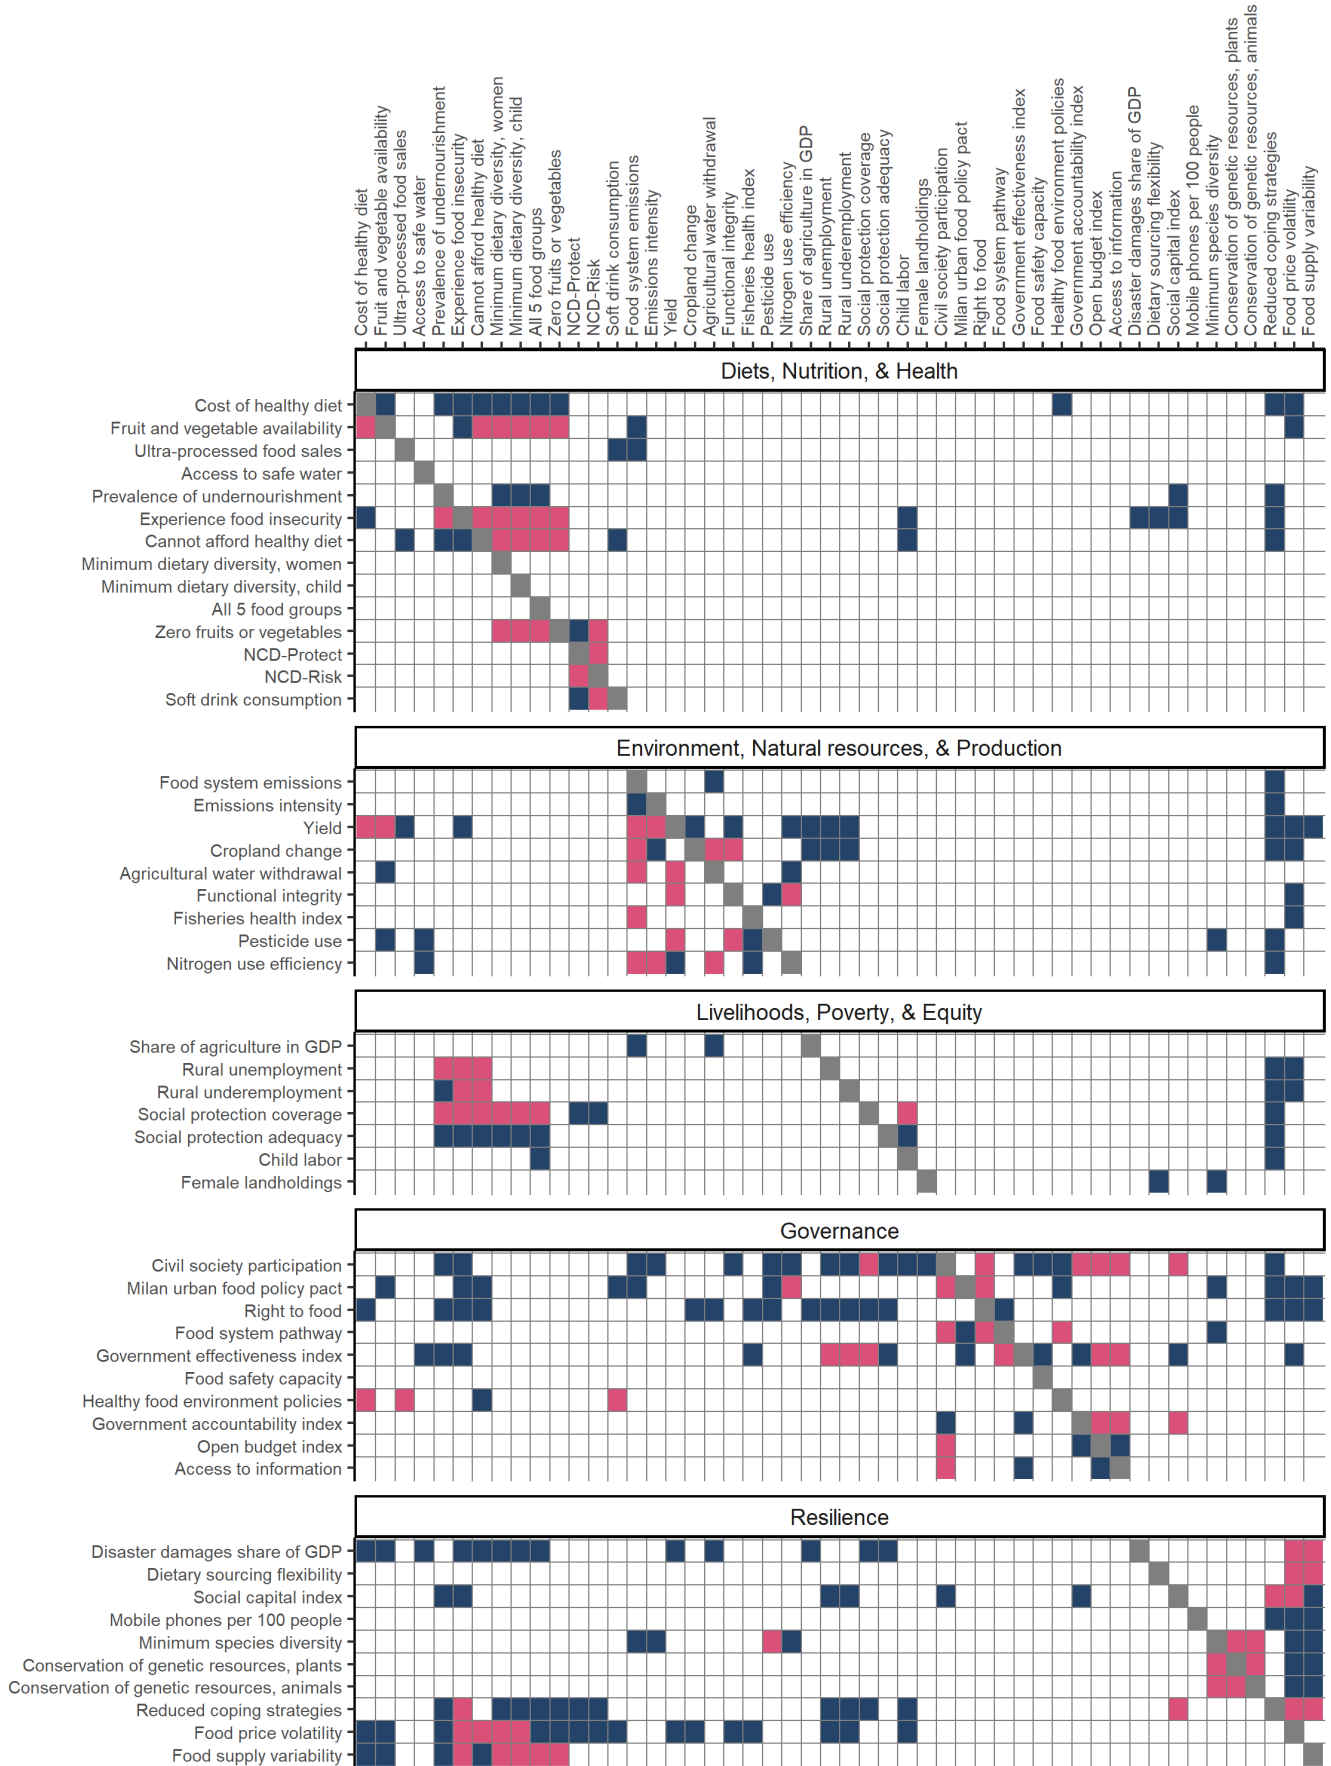 Cost of healthy diet
Fruit and vegetable availability
Ultra-processed food sales
Access to safe water
Prevalence of undernourishment
Experience food insecurity
Cannot afford healthy diet
Minimum dietary diversity, women
Minimum dietary diversity, child
All 5 food groups
Zero fruits or vegetables
NCD-Protect
NCD-Risk
Soft drink consumption
Food system emissions
Emissions intensity
Yield
Cropland change
Agricultural water withdrawal
Functional integrity
Fisheries health index
Pesticide use
Nitrogen use efficiency
Share of agriculture in GDP
Rural unemployment
Rural underemployment
Social protection coverage
Social protection adequacy
Child labor
Female landholdings
Civil society participation
Milan urban food policy pact
Right to food
Food system pathway
Government effectiveness index
Food safety capacity
Healthy food environment policies
Government accountability index
Open budget index
Access to information
Disaster damages share of GDP
Dietary sourcing flexibility
Social capital index
Mobile phones per 100 people
Minimum species diversity
Conservation of genetic resources, plants
Conservation of genetic resources, animals
Reduced coping strategies
Food price volatility
Food supply variability
Diets, Nutrition, & Health
Cost of healthy diet
Fruit and vegetable availability
Ultra-processed food sales
Access to safe water
Prevalence of undernourishment
Experience food insecurity
Cannot afford healthy diet
Minimum dietary diversity, women
Minimum dietary diversity, child
All 5 food groups
Zero fruits or vegetables
NCD-Protect
NCD-Risk
Soft drink consumption
Environment, Natural resources, & Production
Food system emissions
Emissions intensity
Yield
Cropland change
Agricultural water withdrawal
Functional integrity
Fisheries health index
Pesticide use
Nitrogen use efficiency
Livelihoods, Poverty, & Equity
Share of agriculture in GDP
Rural unemployment
Rural underemployment
Social protection coverage
Social protection adequacy
Child labor
Female landholdings
Governance
Civil society participation
Milan urban food policy pact
Right to food
Food system pathway
Government effectiveness index
Food safety capacity
Healthy food environment policies
Government accountability index
Open budget index
Access to information
Resilience
Disaster damages share of GDP
Dietary sourcing flexibility
Social capital index
Mobile phones per 100 people
Minimum species diversity
Conservation of genetic resources, plants
Conservation of genetic resources, animals
Reduced coping strategies
Food price volatility
Food supply variability